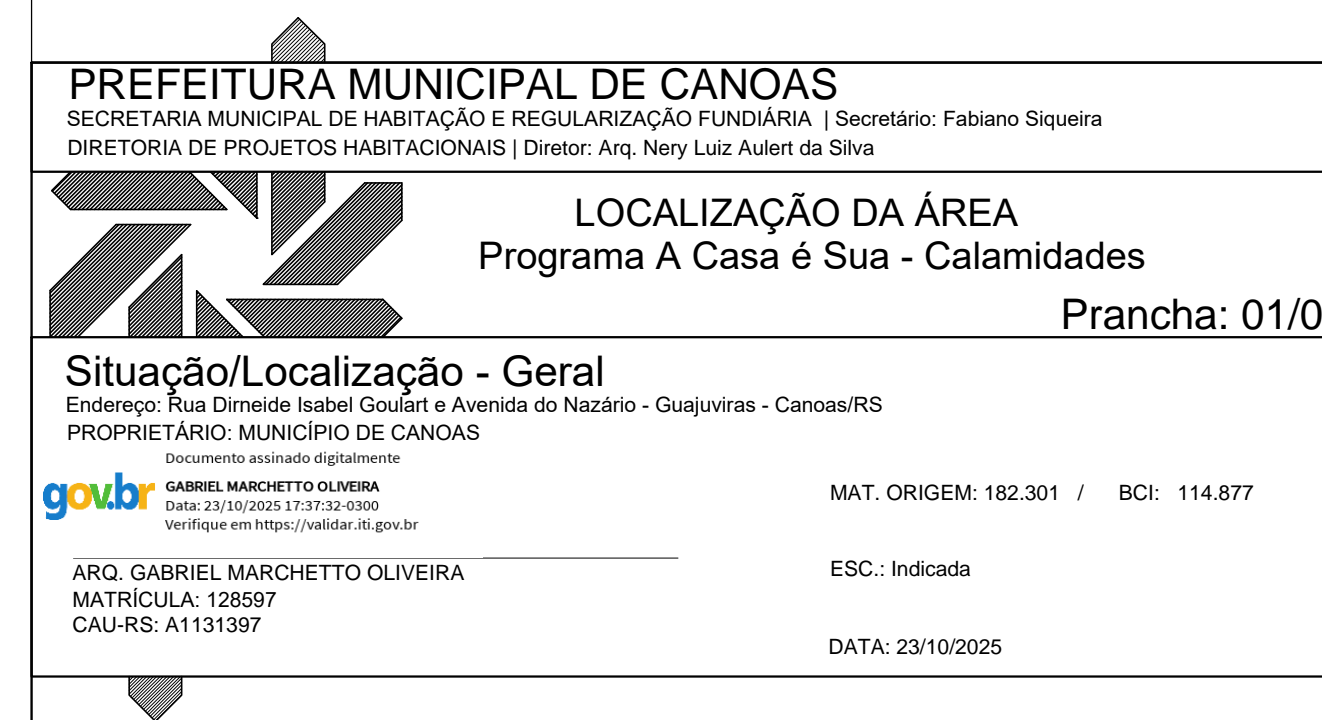 PREFEITURA MUNICIPAL DE CANOAS
SECRETARIA MUNICIPAL DE HABITAÇÃO E REGULARIZAÇÃO FUNDIÁRIA | Secretário: Fabiano Siqueira
DIRETORIA DE PROJETOS HABITACIONAIS | Diretor: Arq. Nery Luiz Aulert da Silva
LOCALIZAÇÃO DA ÁREA
Programa A Casa é Sua - Calamidades
Prancha: 01/0
Situação/Localização - Geral
Endereço: Rua Dirneide Isabel Goulart e Avenida do Nazário - Guajuviras - Canoas/RS
PROPRIETÁRIO: MUNICÍPIO DE CANOAS
Documento assinado digitalmente
gov.br
GABRIEL MARCHETTO OLIVEIRA
Data: 23/10/2025 17:37:32-0300
Verifique em https://validar.iti.gov.br
MAT. ORIGEM: 182.301 / BCI: 114.877
ARQ. GABRIEL MARCHETTO OLIVEIRA
MATRÍCULA: 128597
CAU-RS: A1131397
ESC.: Indicada
DATA: 23/10/2025